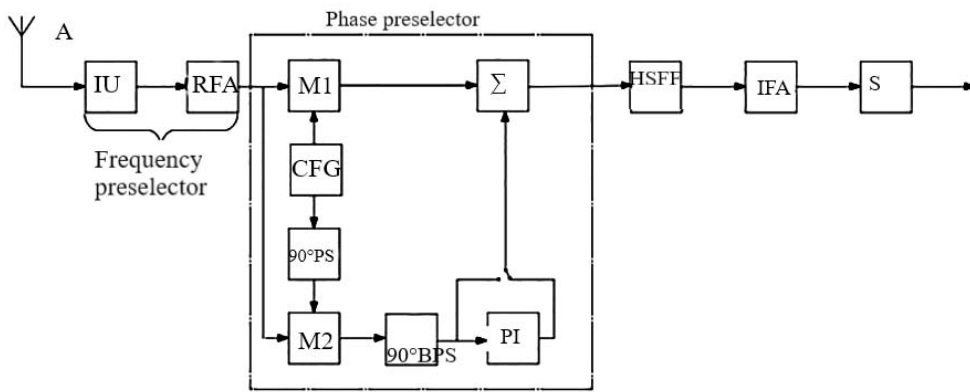 Phase preselector
A
IU
RFA
M1
Σ
HSFF
IFA
S
Frequency
preselector
CFG
90°PS
M2
90°BPS
PI